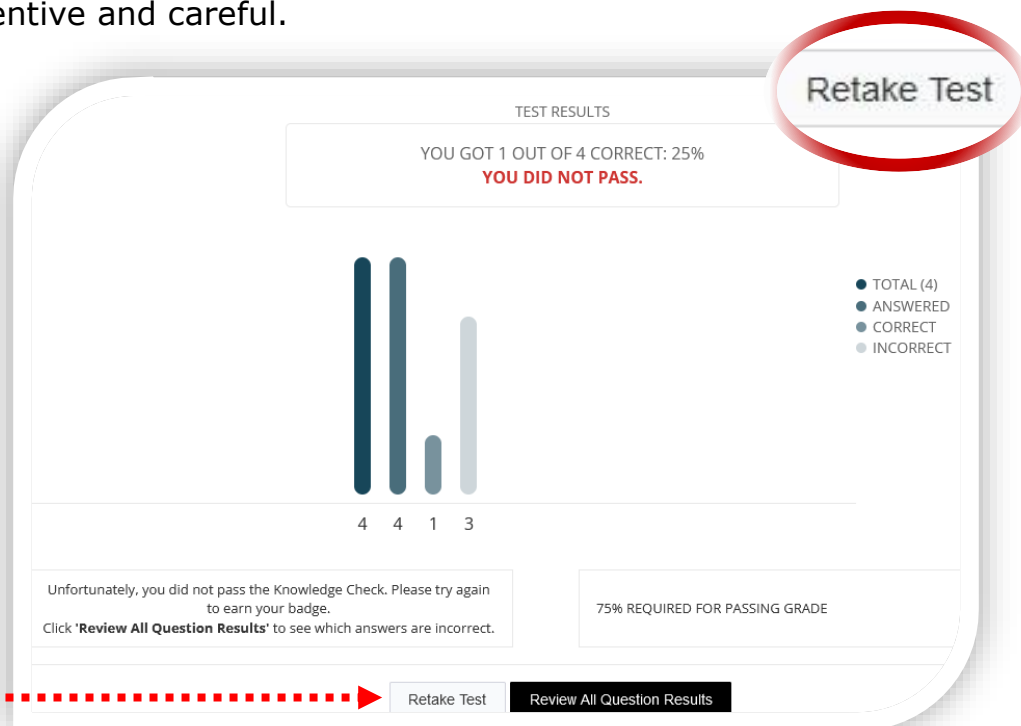 and careful.
Retake Test
TEST RESULTS
YOU GOT 1 OUT OF 4 CORRECT: 25%
YOU DID NOT PASS.
TOTAL (4)
ANSWERED
CORRECT
INCORRECT
4 4 1 3
Unfortunately, you did not pass the Knowledge Check. Please try again
to earn your badge.
Click 'Review All Question Results' to see which answers are incorrect.
75% REQUIRED FOR PASSING GRADE
Retake Test Review All Question Results